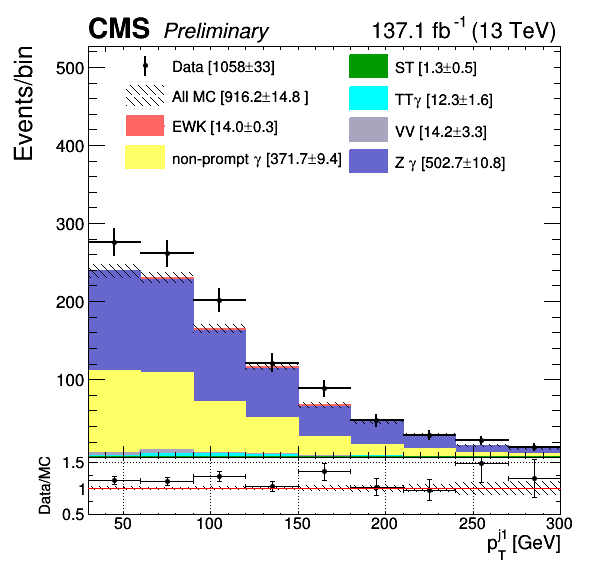 CMS Preliminary 137.1 fb⁻¹ (13 TeV)
Events/bin
500
400
300
200
100
Data [1058±33]
All MC [916.2±14.8 ]
EWK [14.0±0.3]
non-prompt γ [371.7±9.4]
ST [1.3±0.5]
TTγ [12.3±1.6]
VV [14.2±3.3]
Z γ [502.7±10.8]
Data/MC
1.5
1
0.5
50 100 150 200 250 300
p_T^j1 [GeV]